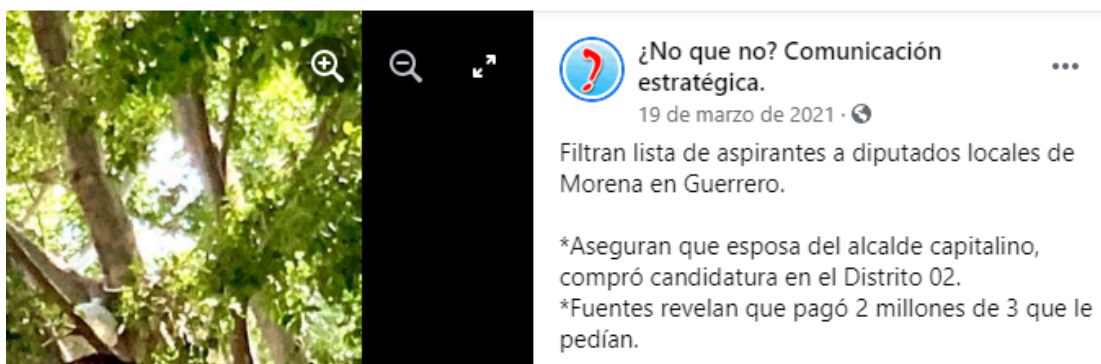 ¿No que no? Comunicación
estratégica.
19 de marzo de 2021 ·
Filtran lista de aspirantes a diputados locales de
Morena en Guerrero.
*Aseguran que esposa del alcalde capitalino,
compró candidatura en el Distrito 02.
*Fuentes revelan que pagó 2 millones de 3 que le
pedían.